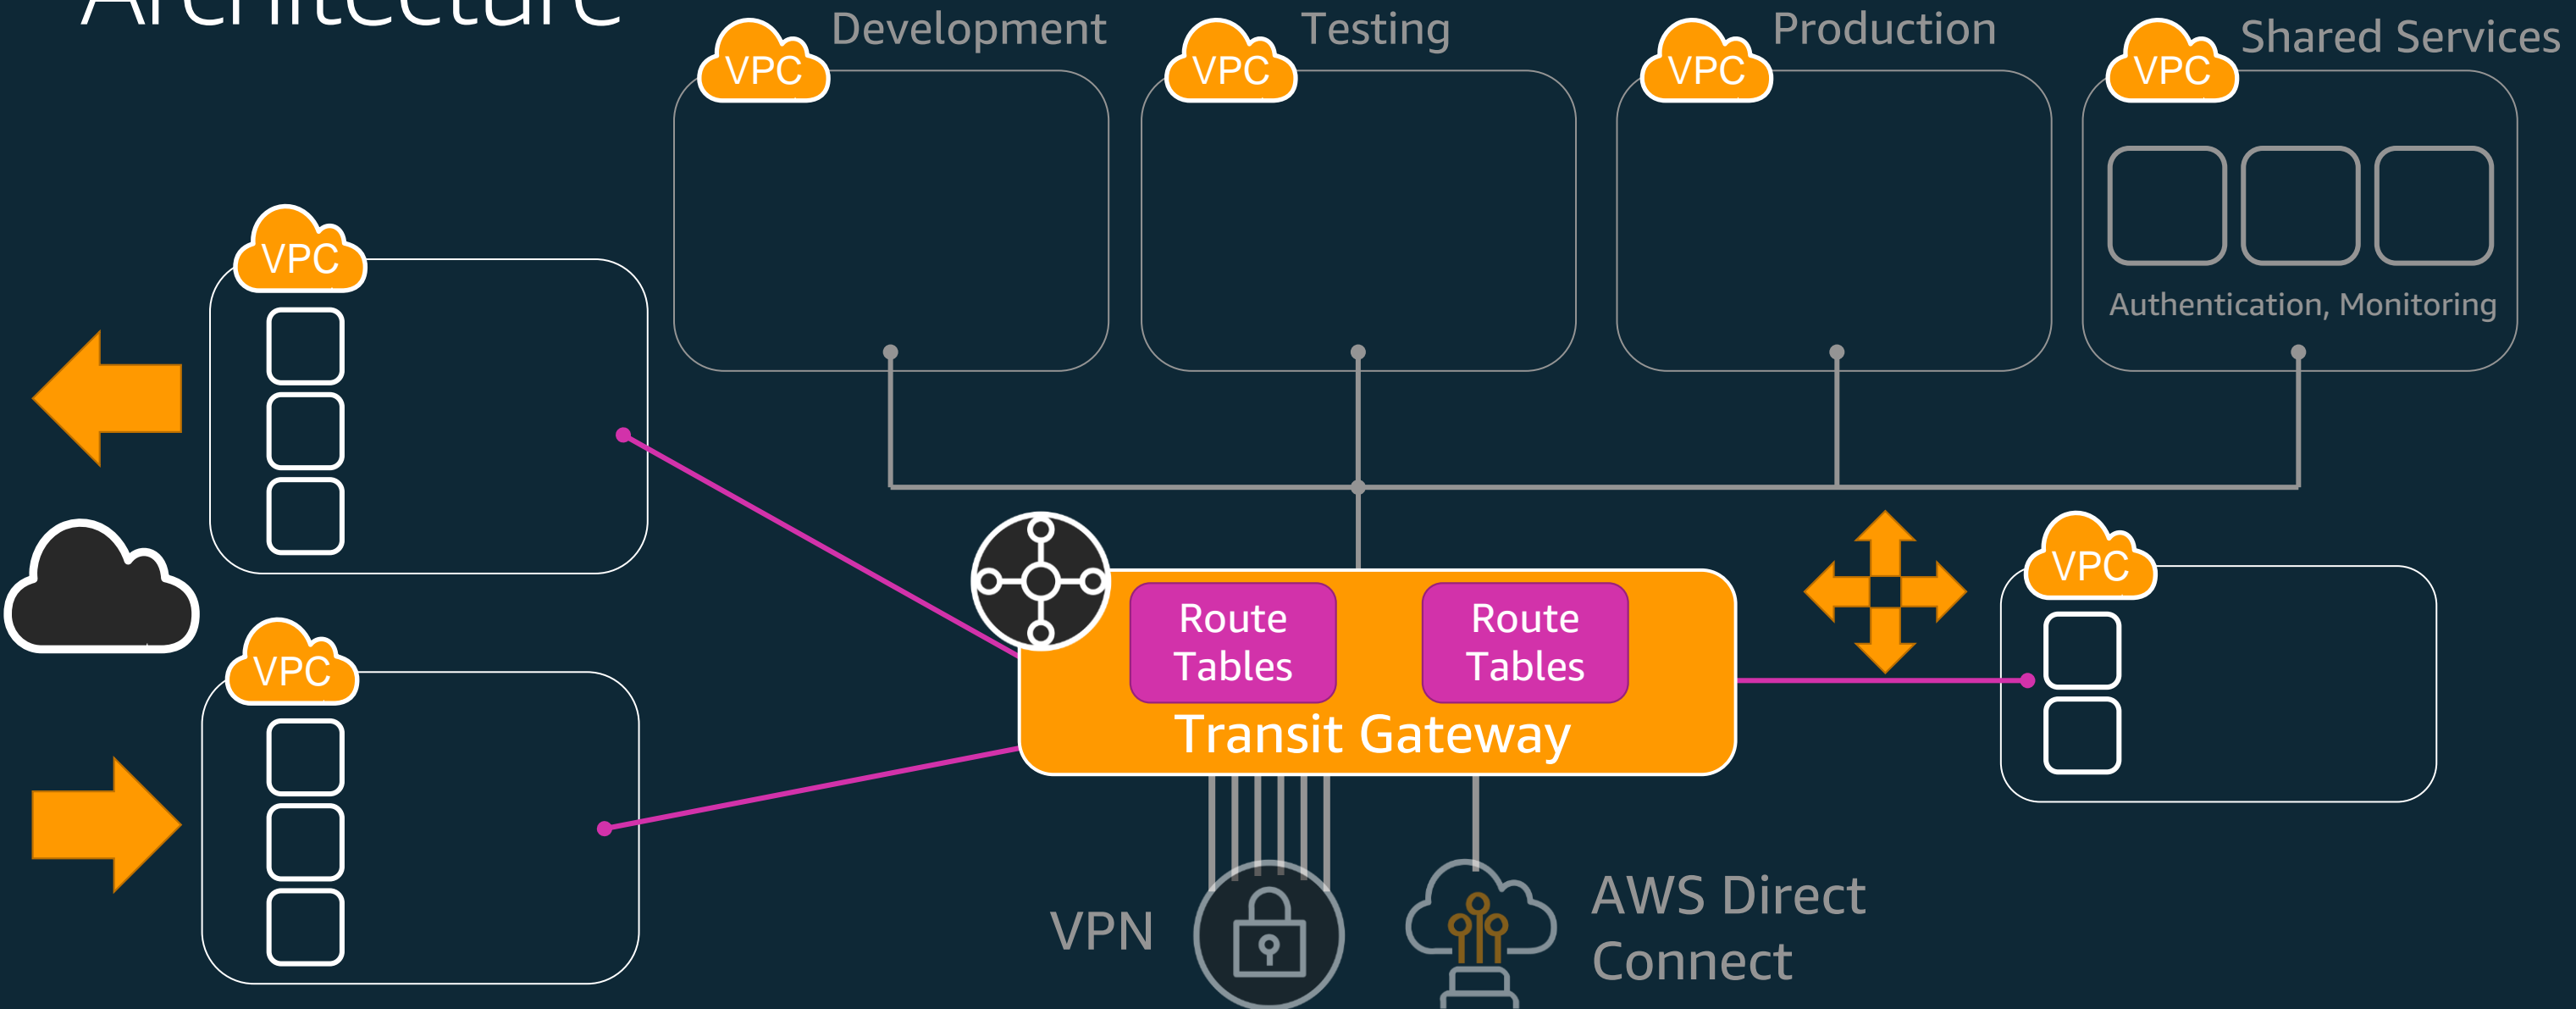 Architecture
VPC
Development
VPC
Testing
VPC
Production
VPC
Shared Services
Authentication, Monitoring
VPC
VPC
VPC
Route
Tables
Route
Tables
Transit Gateway
VPN
AWS Direct
Connect